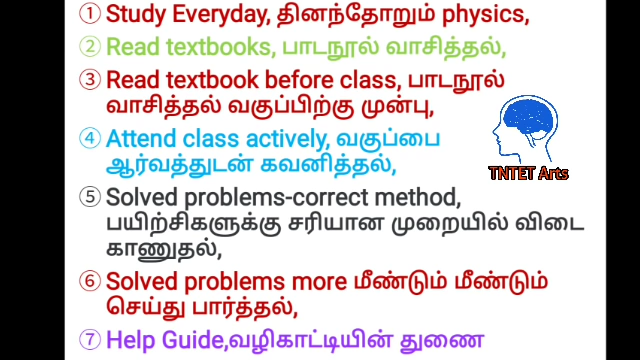 ① Study Everyday, தினந்தோறும் physics,
② Read textbooks, பாடநூல் வாசித்தல்,
③ Read textbook before class, பாடநூல்
வாசித்தல் வகுப்பிற்கு முன்பு,
④ Attend class actively, வகுப்பை
ஆர்வத்துடன் கவனித்தல்,
TNTET Arts
⑤ Solved problems-correct method,
பயிற்சிகளுக்கு சரியான முறையில் விடை
காணுதல்,
⑥ Solved problems more மீண்டும் மீண்டும்
செய்து பார்த்தல்,
⑦ Help Guide,வழிகாட்டியின் துணை